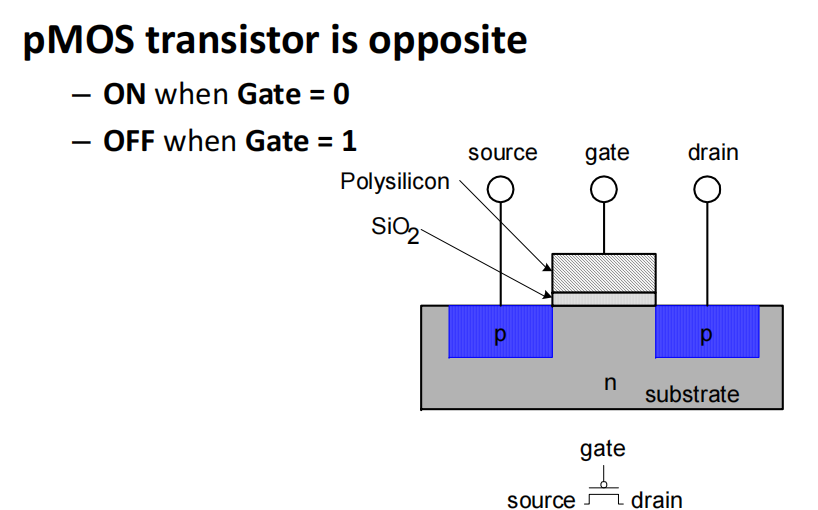 pMOS transistor is opposite
– ON when Gate = 0
– OFF when Gate = 1
source gate drain
Polysilicon
SiO2
p p
n
substrate
gate
source drain